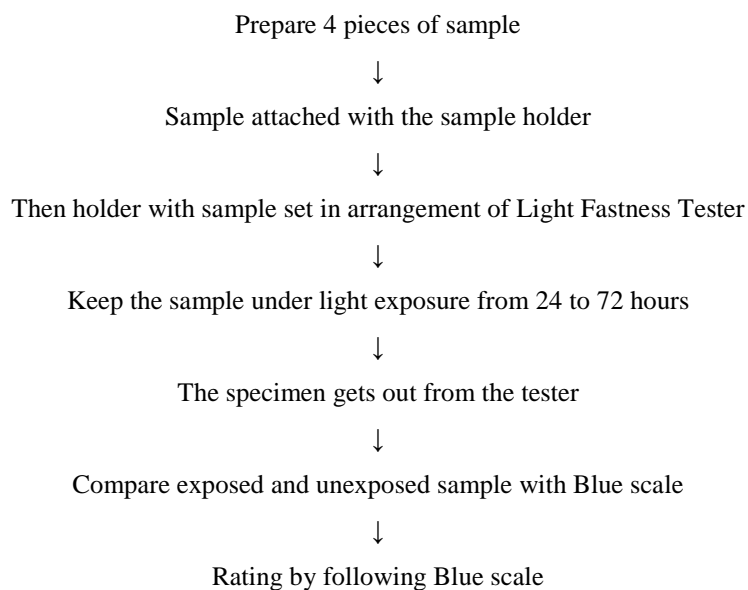 Prepare 4 pieces of sample
↓
Sample attached with the sample holder
↓
Then holder with sample set in arrangement of Light Fastness Tester
↓
Keep the sample under light exposure from 24 to 72 hours
↓
The specimen gets out from the tester
↓
Compare exposed and unexposed sample with Blue scale
↓
Rating by following Blue scale